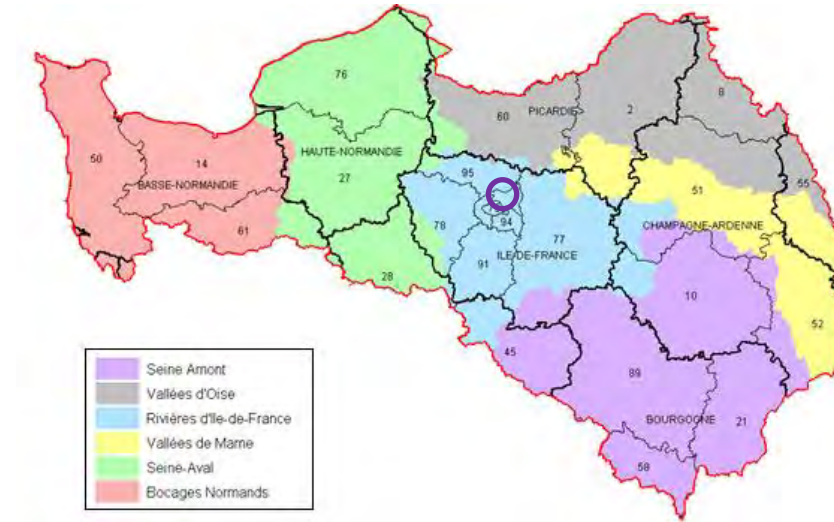 76
8
60
PICARDIE
2
50
14
HAUTE-NORMANDIE
95
51
55
BASSE-NORMANDIE
27
94
78
77
CHAMPAGNE-ARDENNE
61
ILE-DE-FRANCE
91
28
10
52
45
89
21
BOURGOGNE
58
Seine Amont
Vallées d'Oise
Rivières d'Ile-de-France
Vallées de Marne
Seine-Aval
Bocages Normands